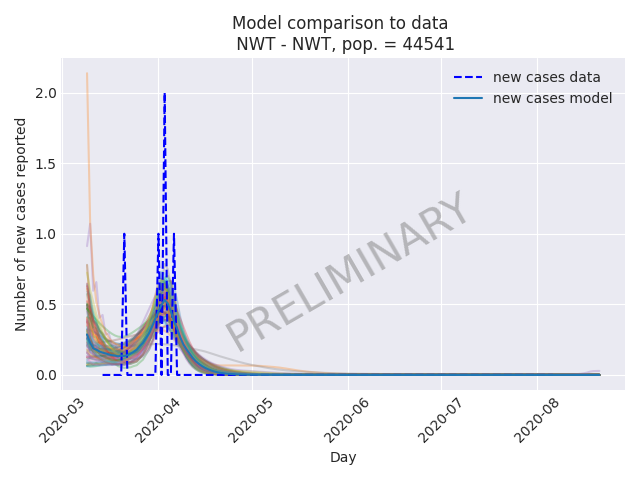 Model comparison to data
NWT - NWT, pop. = 44541
new cases data
new cases model
Number of new cases reported
2.0
1.5
1.0
0.5
0.0
PRELIMINARY
2020-03
2020-04
2020-05
2020-06
2020-07
2020-08
Day